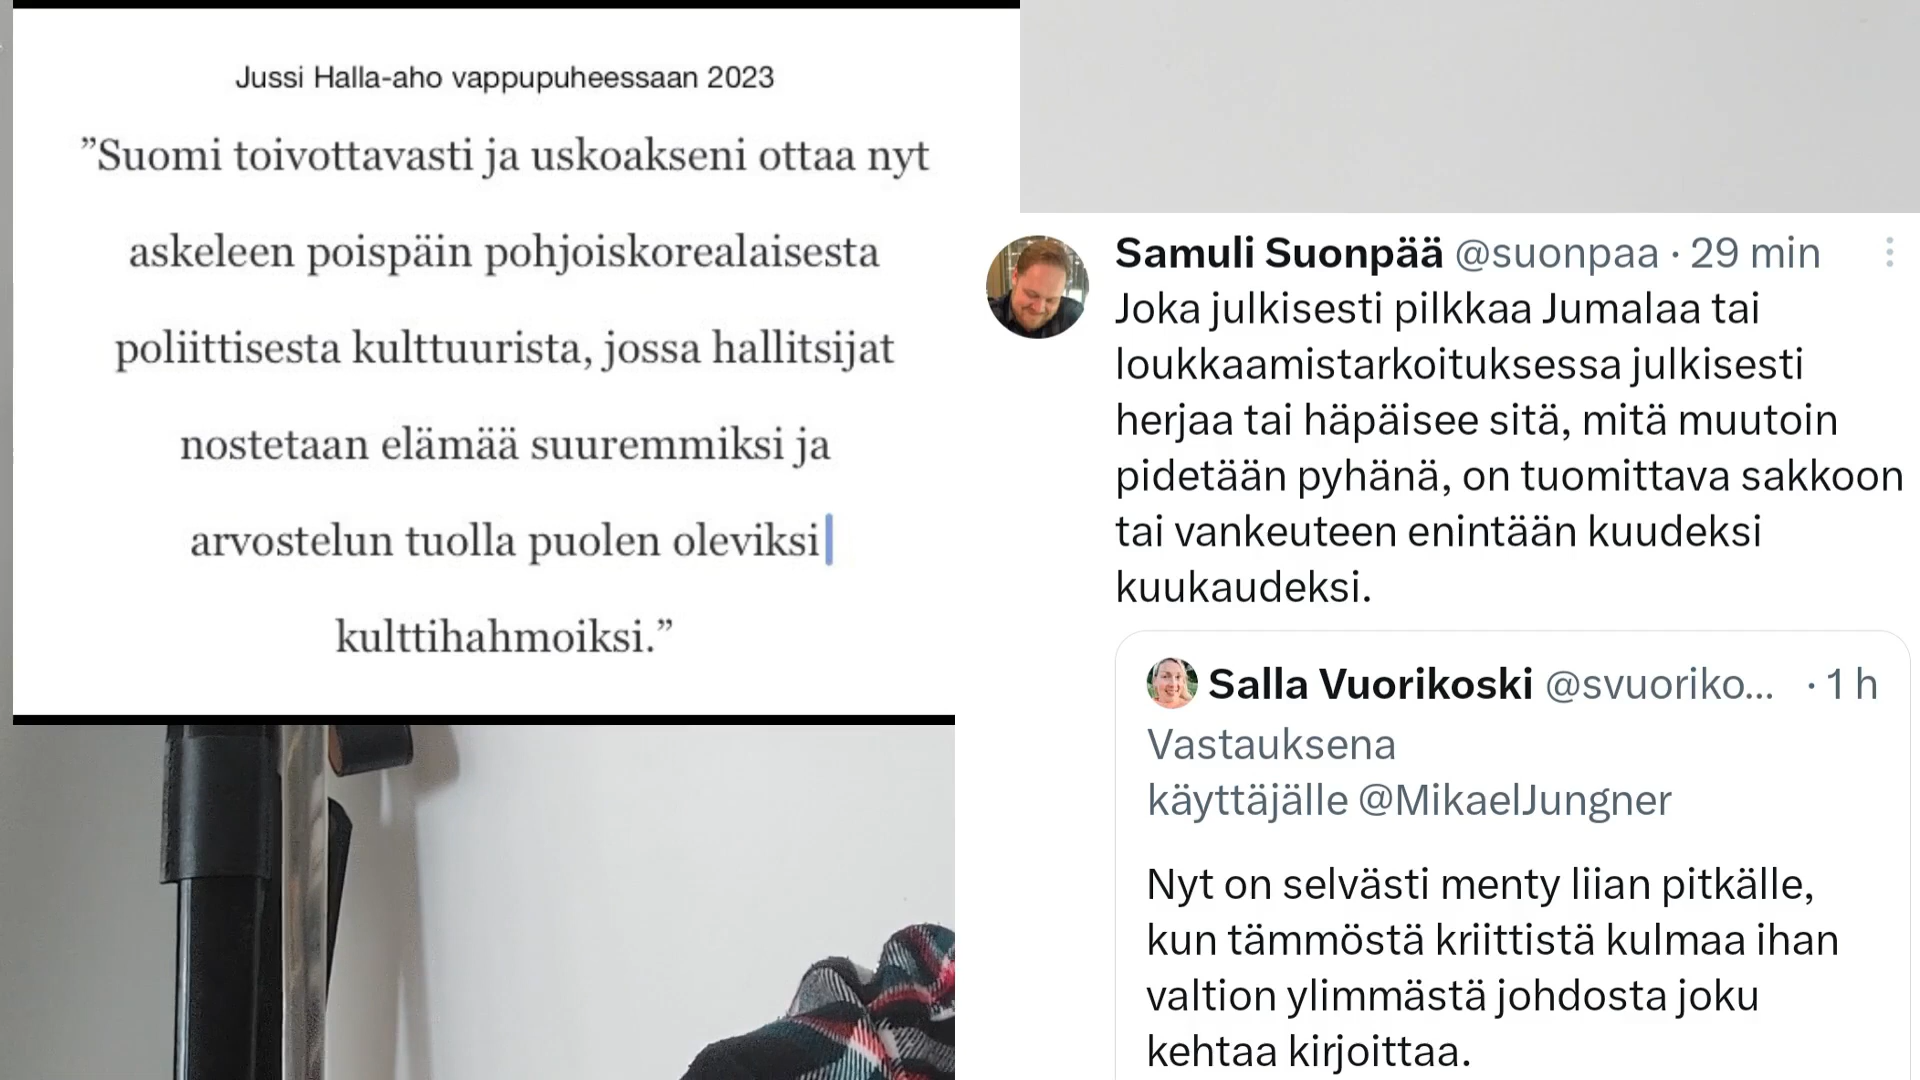 Jussi Halla-aho vappupuheessaan 2023
”Suomi toivottavasti ja uskoakseni ottaa nyt
askeleen poispäin pohjoiskorealaisesta
poliittisesta kulttuurista, jossa hallitsijat
nostetaan elämää suuremmiksi ja
arvostelun tuolla puolen oleviksi
kulttihahmoiksi.”
Samuli Suonpää @suonpaa · 29 min
Joka julkisesti pilkkaa Jumalaa tai
loukkaamistarkoituksessa julkisesti
herjaa tai häpäisee sitä, mitä muutoin
pidetään pyhänä, on tuomittava sakkoon
tai vankeuteen enintään kuudeksi
kuukaudeksi.
Salla Vuorikoski @svuoriko... · 1 h
Vastauksena
käyttäjälle @MikaelJungner
Nyt on selvästi menty liian pitkälle,
kun tämmöstä kriittistä kulmaa ihan
valtion ylimmästä johdosta joku
kehtaa kirjoittaa.